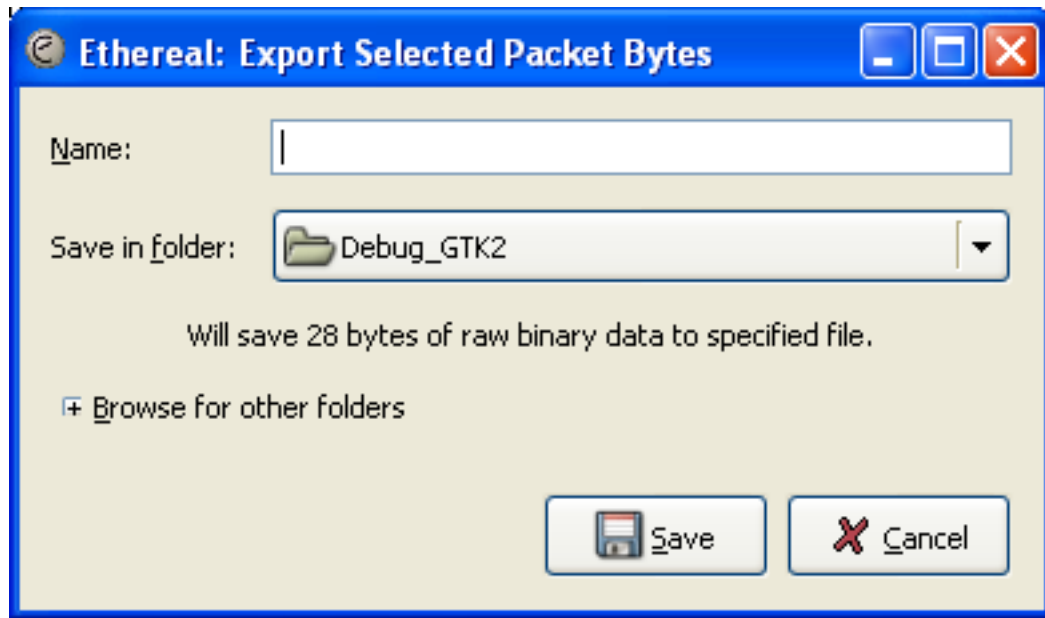 Ethereal: Export Selected Packet Bytes
Name:
Save in folder: Debug_GTK2
Will save 28 bytes of raw binary data to specified file.
Browse for other folders
Save Cancel